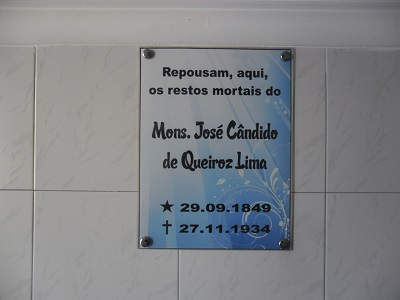 Repousam, aqui,
os restos mortais do
Mons. José Cândido
de Queiroz Lima
★ 29.09.1849
✝ 27.11.1934